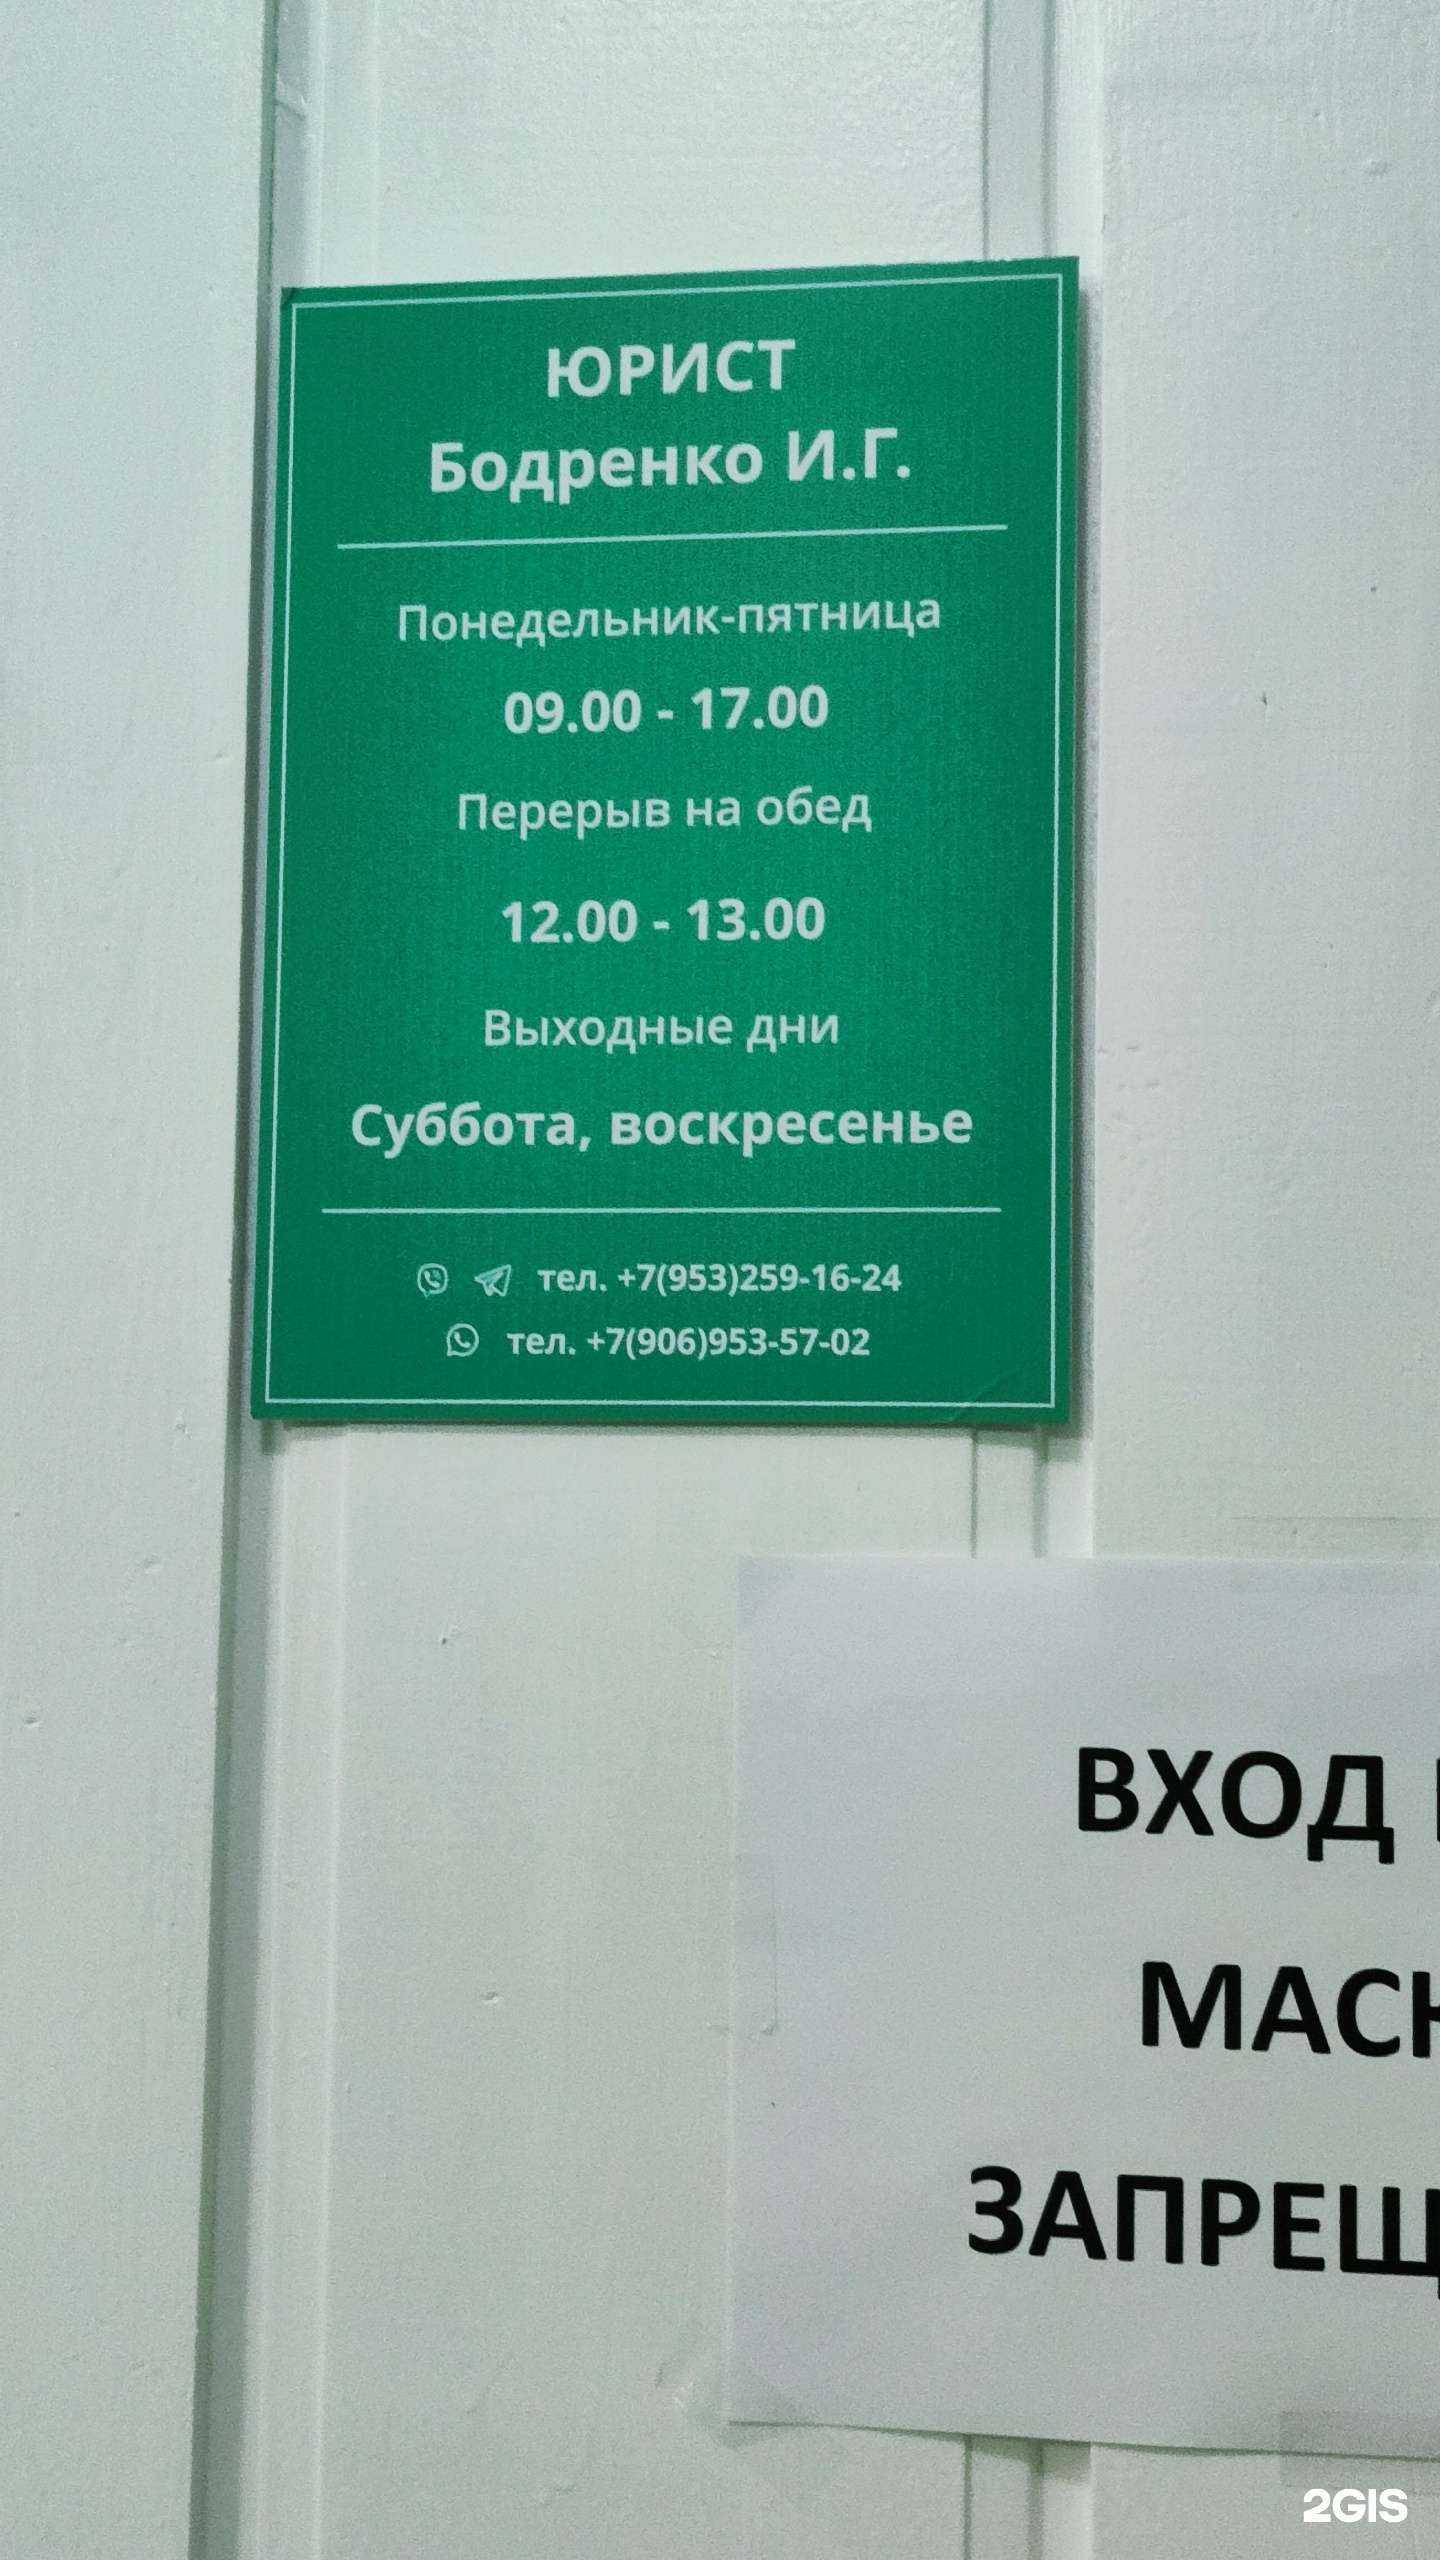 ЮРИСТ
Бодренко И.Г.
Понедельник-пятница
09.00 - 17.00
Перерыв на обед
12.00 - 13.00
Выходные дни
Суббота, воскресенье
тел. +7(953)259-16-24
тел. +7(906)953-57-02
ВХОД
МАСК
ЗАПРЕЩ
2GIS